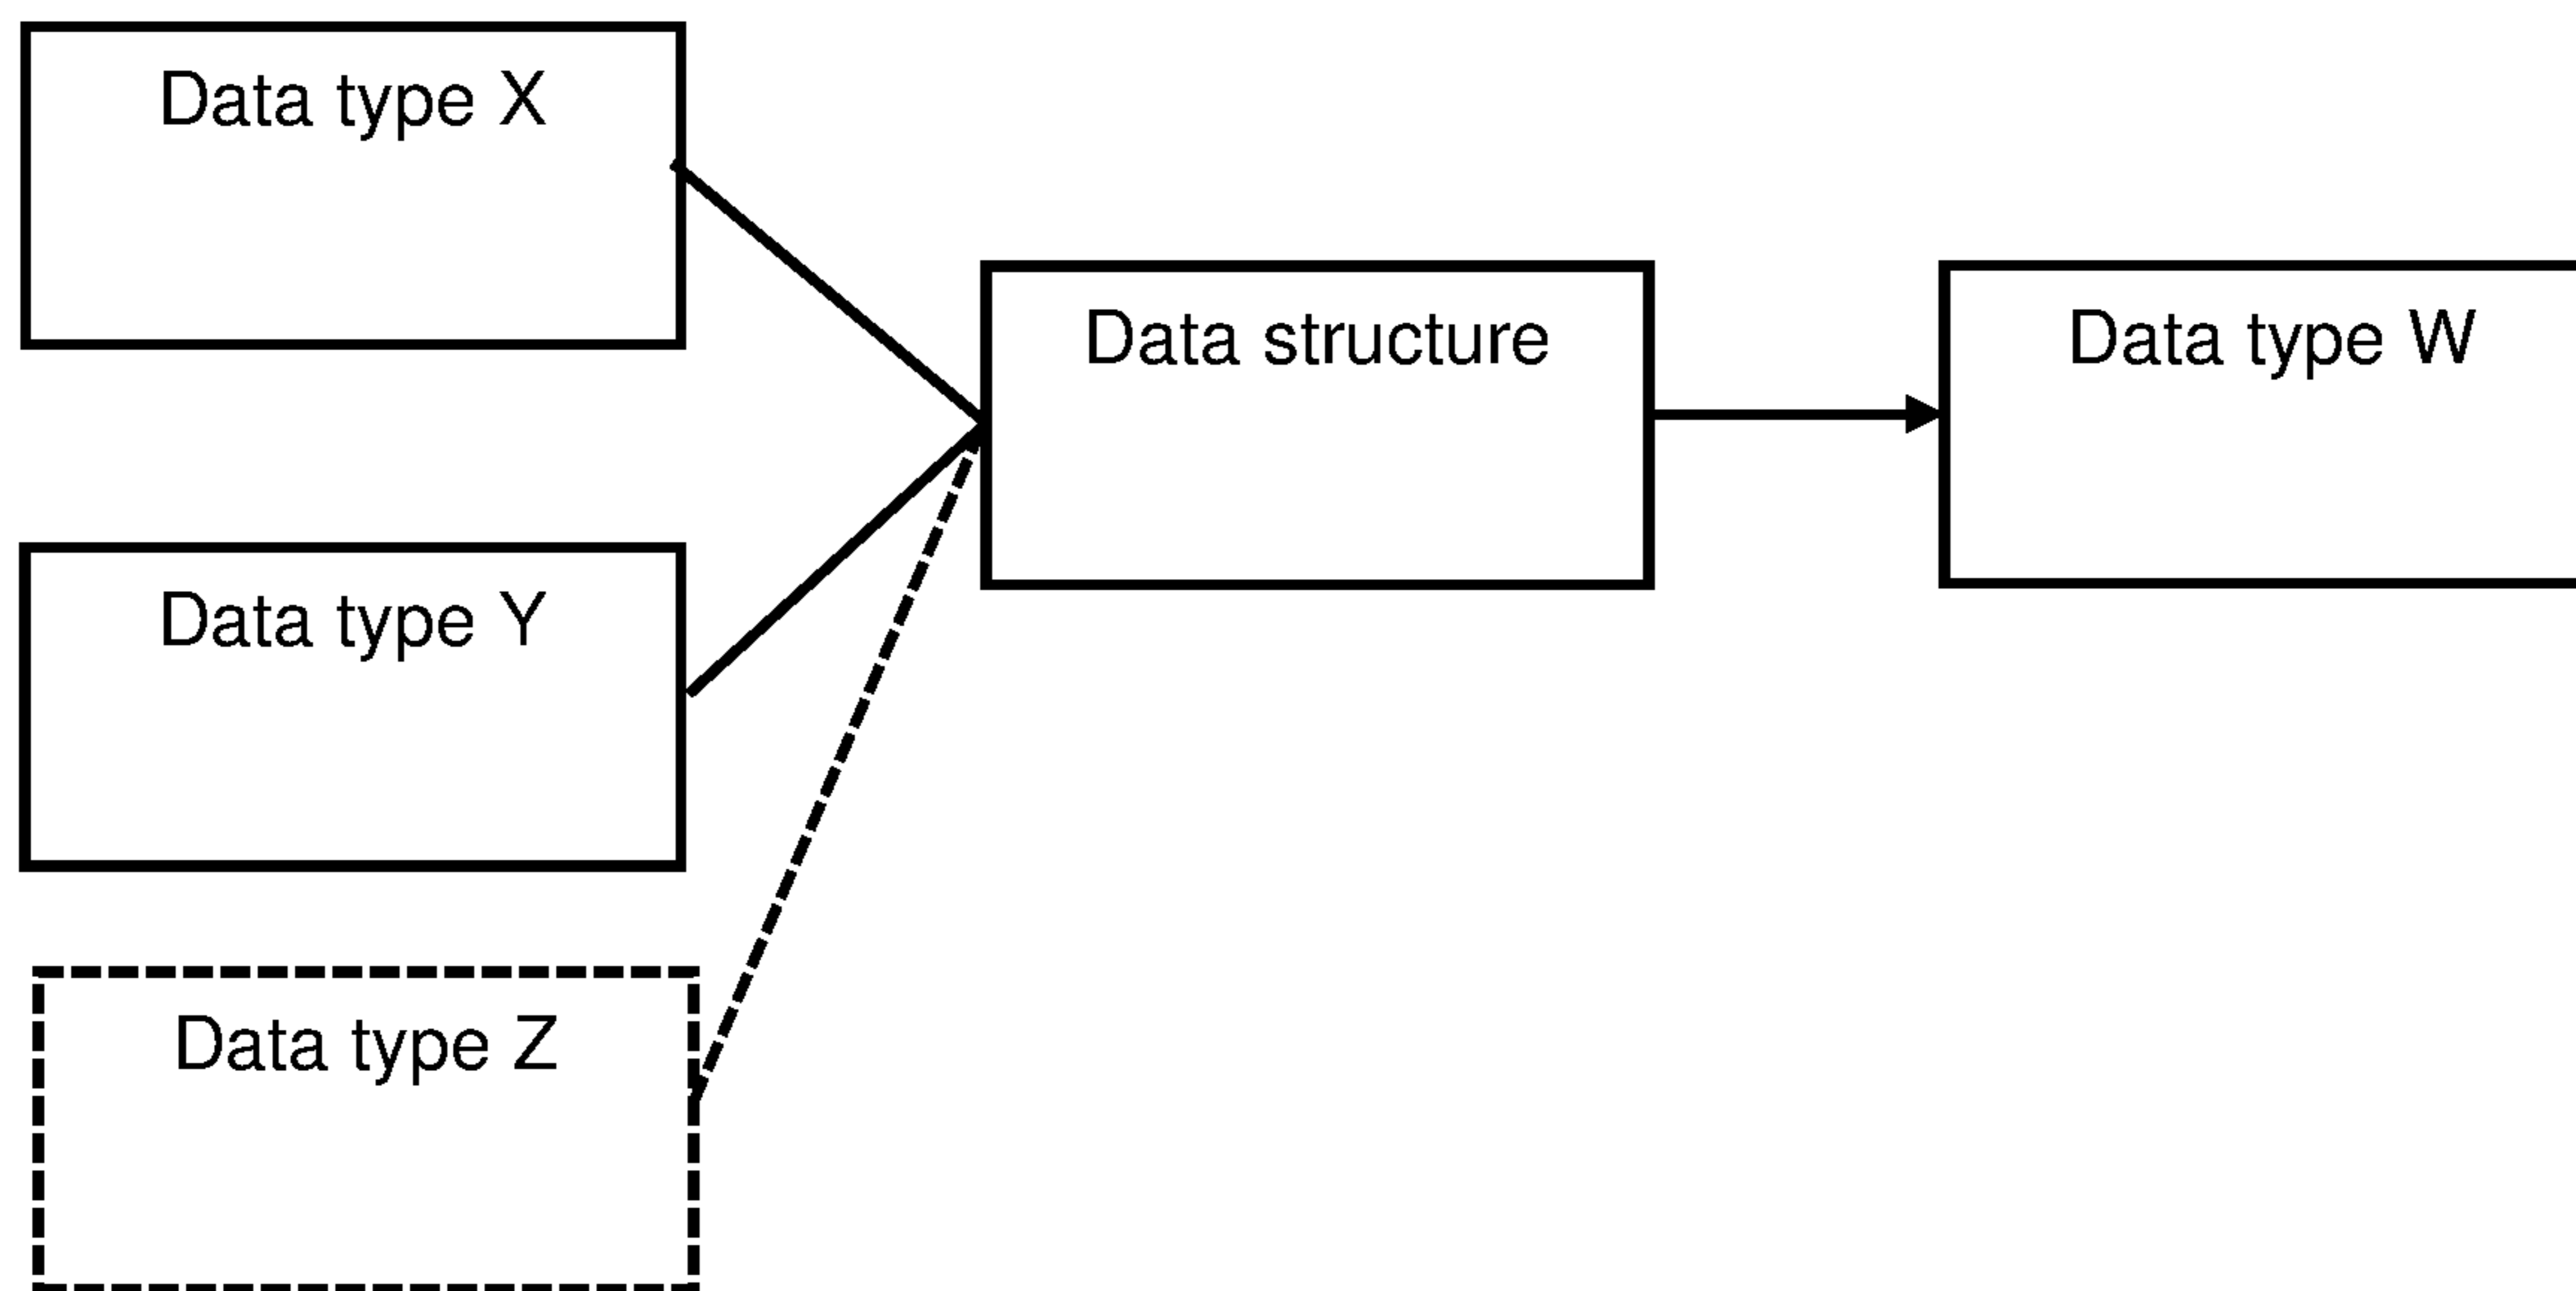 Data type X
Data structure
Data type W
Data type Y
Data type Z